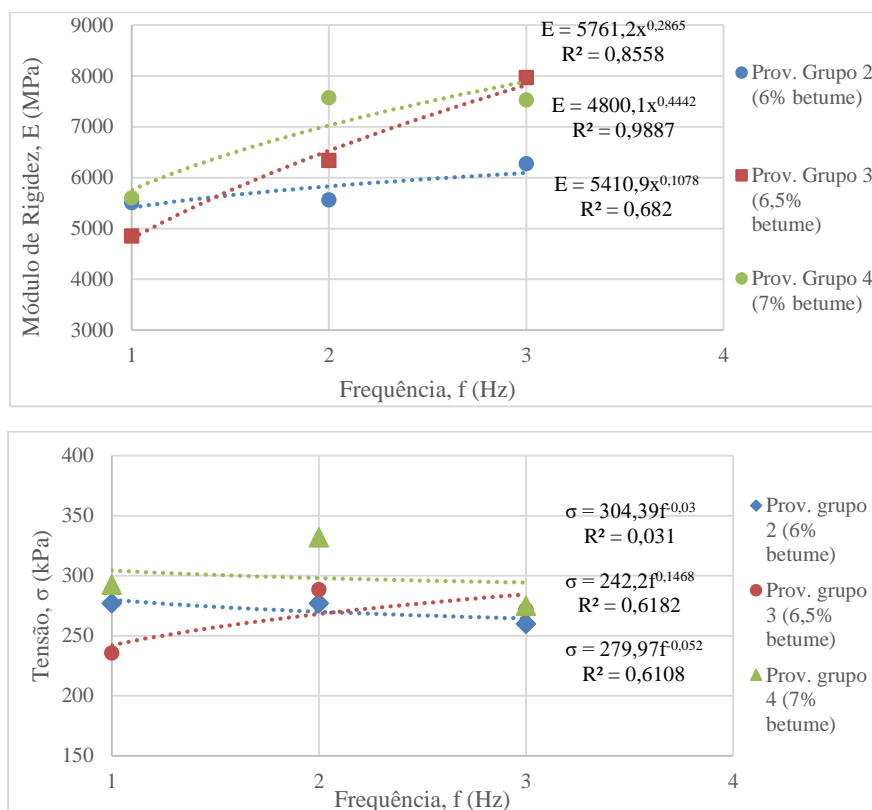 9000
8000
7000
6000
5000
4000
3000
Módulo de Rigidez, E (MPa)
1
2
3
4
Frequência, f (Hz)
E = 5761,2x^0,2865
R² = 0,8558
E = 4800,1x^0,4442
R² = 0,9887
E = 5410,9x^0,1078
R² = 0,682
Prov. Grupo 2
(6% betume)
Prov. Grupo 3
(6,5%
betume)
Prov. Grupo 4
(7% betume)
400
350
300
250
200
150
Tensão, σ (kPa)
1
2
3
4
Frequência, f (Hz)
σ = 304,39f^-0,03
R² = 0,031
σ = 242,2f^0,1468
R² = 0,6182
σ = 279,97f^-0,052
R² = 0,6108
Prov. grupo
2 (6%
betume)
Prov. grupo
3 (6,5%
betume)
Prov. grupo
4 (7%
betume)